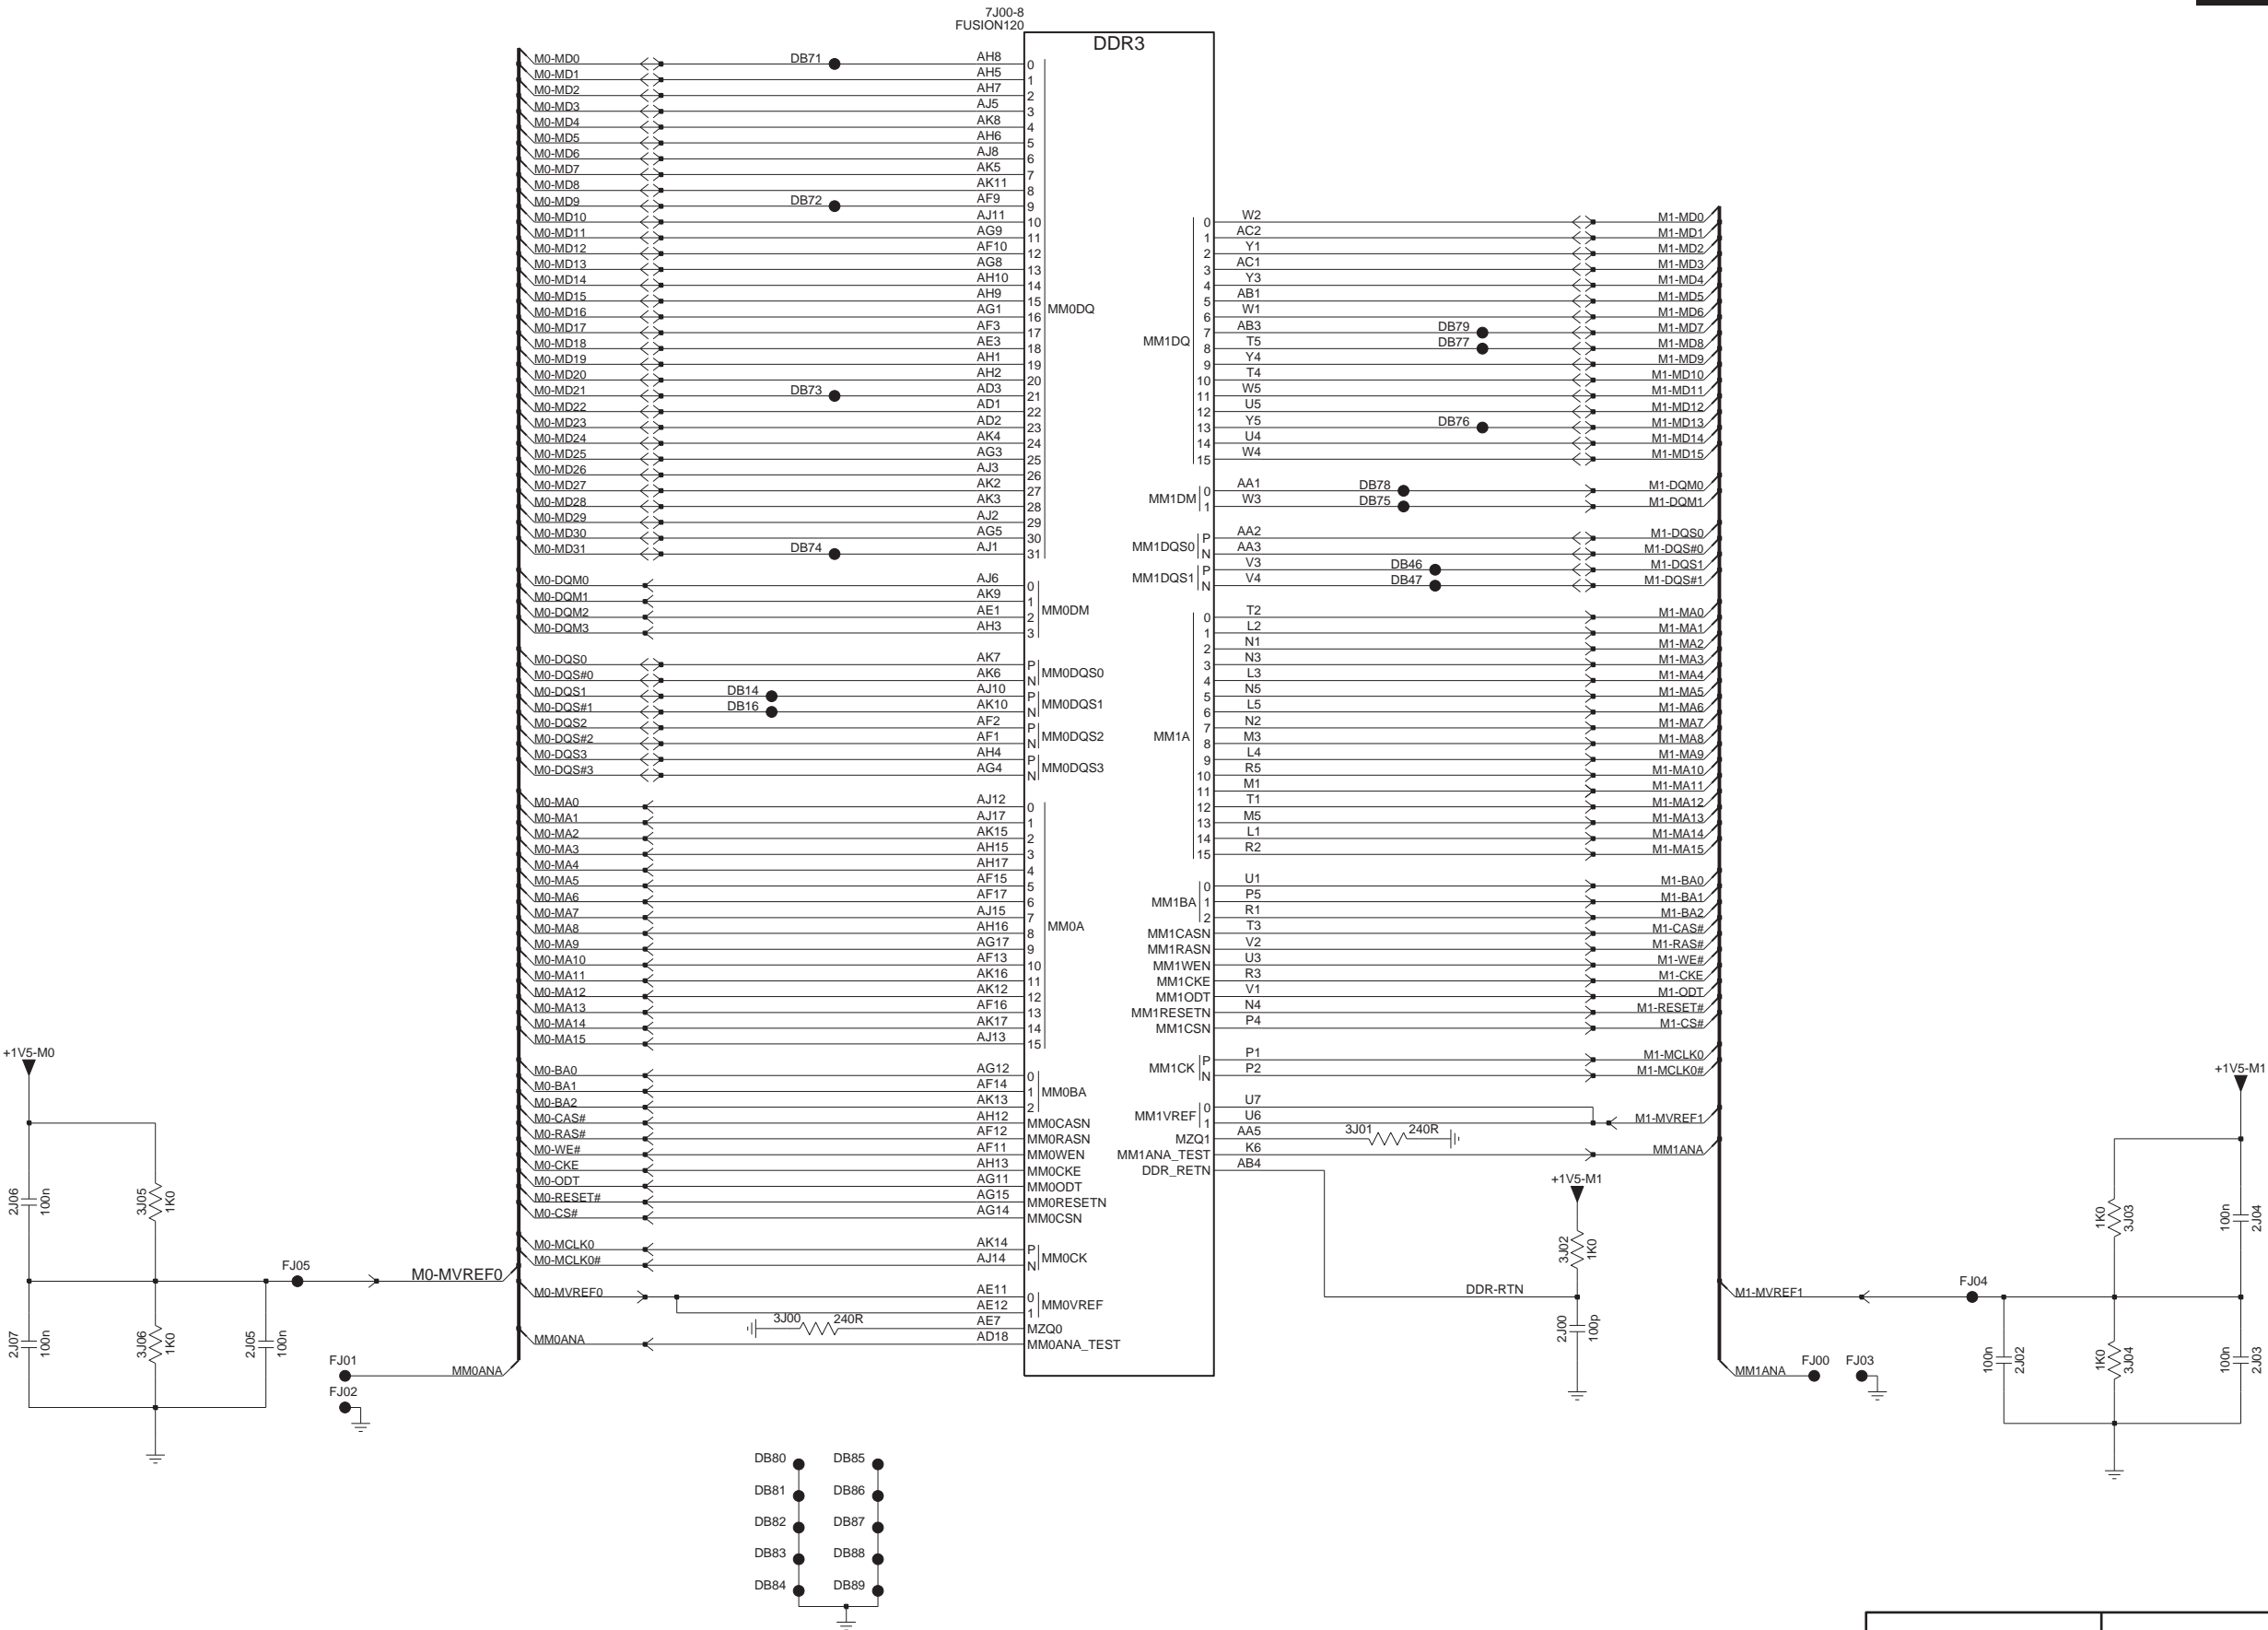 7J00-8
FUSION120
DDR3
M0-MD0 DB71 AH8 0
M0-MD1 AH5 1
M0-MD2 AH7 2
M0-MD3 AJ5 3
M0-MD4 AK8 4
M0-MD5 AH6 5
M0-MD6 AJ8 6
M0-MD7 AK5 7
M0-MD8 AK11 8
M0-MD9 DB72 AF9 9
M0-MD10 AJ11 10
M0-MD11 AG9 11
M0-MD12 AF10 12
M0-MD13 AG8 13
M0-MD14 AH10 14
M0-MD15 AH9 15
MM0DQ
M0-MD16 AG1 16
M0-MD17 AF3 17
M0-MD18 AE3 18
M0-MD19 AH1 19
M0-MD20 AH2 20
M0-MD21 DB73 AD3 21
M0-MD22 AD1 22
M0-MD23 AD2 23
M0-MD24 AK4 24
M0-MD25 AG3 25
M0-MD26 AJ3 26
M0-MD27 AK2 27
M0-MD28 AK3 28
M0-MD29 AJ2 29
M0-MD30 AG5 30
M0-MD31 DB74 AJ1 31
M0-DQM0 AJ6 0
M0-DQM1 AK9 1
MM0DM
M0-DQM2 AE1 2
M0-DQM3 AH3 3
M0-DQS0 AK7 P
MM0DQS0
M0-DQS#0 AK6 N
M0-DQS1 DB14 AJ10 P
MM0DQS1
M0-DQS#1 DB16 AK10 N
M0-DQS2 AF2 P
MM0DQS2
M0-DQS#2 AF1 N
M0-DQS3 AH4 P
MM0DQS3
M0-DQS#3 AG4 N
M0-MA0 AJ12 0
M0-MA1 AJ17 1
M0-MA2 AK15 2
M0-MA3 AH15 3
M0-MA4 AH17 4
M0-MA5 AF15 5
M0-MA6 AF17 6
M0-MA7 AJ15 7
MM0A
M0-MA8 AH16 8
M0-MA9 AG17 9
M0-MA10 AF13 10
M0-MA11 AK16 11
M0-MA12 AK12 12
M0-MA13 AF16 13
M0-MA14 AK17 14
M0-MA15 AJ13 15
M0-BA0 AG12 0
M0-BA1 AF14 1 MM0BA
M0-BA2 AK13 2
M0-CAS# AH12 MM0CASN
M0-RAS# AF12 MM0RASN
M0-WE# AF11 MM0WEN
M0-CKE AH13 MM0CKE
M0-ODT AG11 MM0ODT
M0-RESET# AG15 MM0RESETN
M0-CS# AG14 MM0CSN
M0-MCLK0 AK14 P
MM0CK
M0-MCLK0# AJ14 N
M0-MVREF0 AE11 0
MM0VREF
AE12 1
3J00 240R AE7 MZQ0
MM0ANA AD18 MM0ANA_TEST
0 W2 M1-MD0
1 AC2 M1-MD1
2 Y1 M1-MD2
3 AC1 M1-MD3
4 Y3 M1-MD4
5 AB1 M1-MD5
6 W1 M1-MD6
7 AB3 DB79 M1-MD7
MM1DQ
8 T5 DB77 M1-MD8
9 Y4 M1-MD9
10 T4 M1-MD10
11 W5 M1-MD11
12 U5 M1-MD12
13 Y5 DB76 M1-MD13
14 U4 M1-MD14
15 W4 M1-MD15
0 AA1 DB78 M1-DQM0
MM1DM
1 W3 DB75 M1-DQM1
P AA2 M1-DQS0
MM1DQS0
N AA3 M1-DQS#0
P V3 DB46 M1-DQS1
MM1DQS1
N V4 DB47 M1-DQS#1
0 T2 M1-MA0
1 L2 M1-MA1
2 N1 M1-MA2
3 N3 M1-MA3
4 L3 M1-MA4
5 N5 M1-MA5
6 L5 M1-MA6
7 N2 M1-MA7
MM1A
8 M3 M1-MA8
9 L4 M1-MA9
10 R5 M1-MA10
11 M1 M1-MA11
12 T1 M1-MA12
13 M5 M1-MA13
14 L1 M1-MA14
15 R2 M1-MA15
0 U1 M1-BA0
MM1BA 1 P5 M1-BA1
2 R1 M1-BA2
MM1CASN T3 M1-CAS#
MM1RASN V2 M1-RAS#
MM1WEN U3 M1-WE#
MM1CKE R3 M1-CKE
MM1ODT V1 M1-ODT
MM1RESETN N4 M1-RESET#
MM1CSN P4 M1-CS#
P P1 M1-MCLK0
MM1CK
N P2 M1-MCLK0#
0 U7
MM1VREF
1 U6 M1-MVREF1
MZQ1 AA5 3J01 240R
MM1ANA_TEST K6 MM1ANA
DDR_RETN AB4
+1V5-M0
2J06 100n
3J05 1K0
FJ05 M0-MVREF0
2J07 100n
3J06 1K0
2J05 100n
FJ01 MM0ANA
FJ02
+1V5-M1
3J02 1K0
DDR-RTN
2J00 100p
+1V5-M1
1K0 3J03
100n 2J04
M1-MVREF1 FJ04
100n 2J02
1K0 3J04
100n 2J03
MM1ANA FJ00 FJ03
DB80 DB85
DB81 DB86
DB82 DB87
DB83 DB88
DB84 DB89